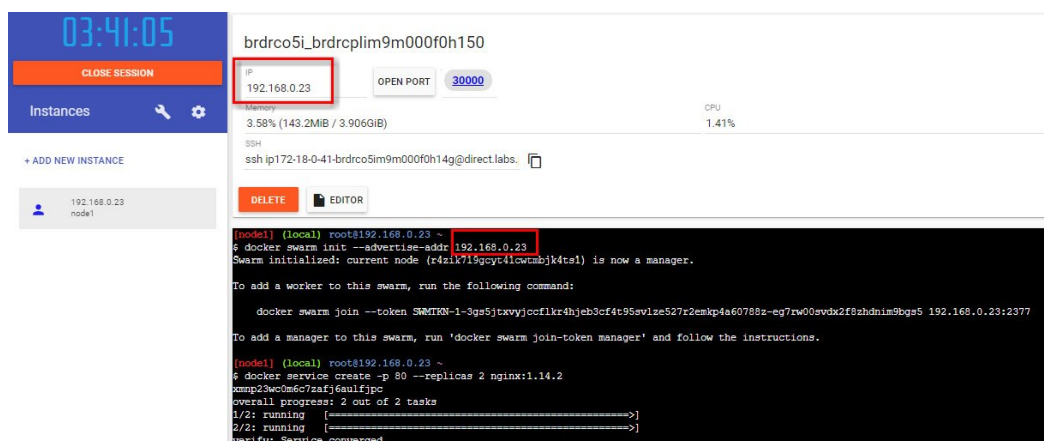 03:41:05
CLOSE SESSION
Instances
+ ADD NEW INSTANCE
192.168.0.23
node1
brdrco5i_brdrcplim9m000f0h150
IP
192.168.0.23
OPEN PORT
30000
Memory
3.58% (143.2MiB / 3.906GiB)
CPU
1.41%
SSH
ssh ip172-18-0-41-brdrco5im9m000f0h14g@direct.labs.
DELETE
EDITOR
[node1] (local) root@192.168.0.23 ~
$ docker swarm init --advertise-addr 192.168.0.23
Swarm initialized: current node (r4zik719gcyt41cwtmbjk4ts1) is now a manager.
To add a worker to this swarm, run the following command:
docker swarm join --token SWMTKN-1-3gs5jtxvyjccflkr4hjeb3cf4t95svlze527r2emkp4a60788z-eg7rw00svdx2f8zhdnim9bgs5 192.168.0.23:2377
To add a manager to this swarm, run 'docker swarm join-token manager' and follow the instructions.
[node1] (local) root@192.168.0.23 ~
$ docker service create -p 80 --replicas 2 nginx:1.14.2
xmnp23wc0m6c7zafj6aulfjpc
overall progress: 2 out of 2 tasks
1/2: running [==================================================>]
2/2: running [==================================================>]
verify: Service converged